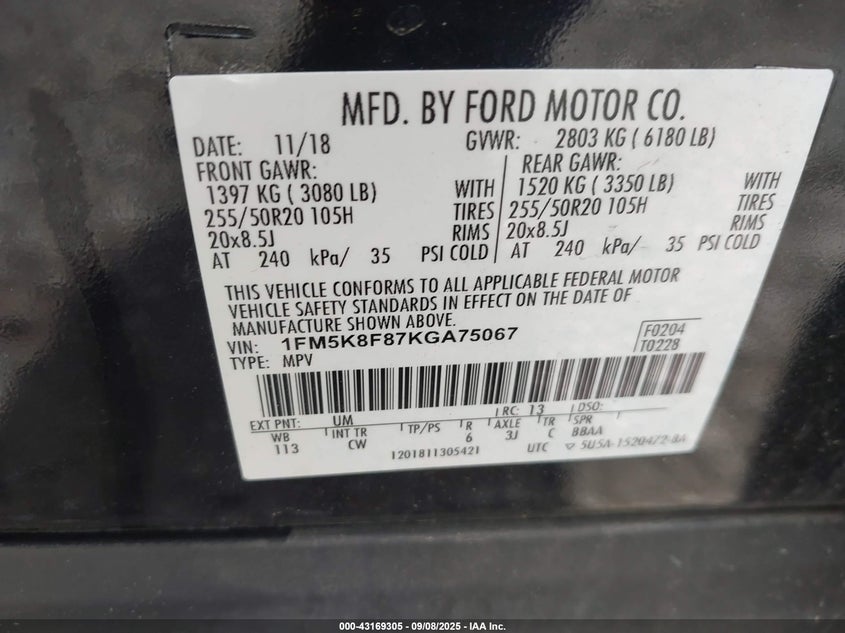 MFD. BY FORD MOTOR CO.
DATE: 11/18 GVWR: 2803 KG ( 6180 LB)
FRONT GAWR: REAR GAWR:
1397 KG ( 3080 LB) WITH 1520 KG ( 3350 LB) WITH
255/50R20 105H TIRES 255/50R20 105H TIRES
20x8.5J RIMS 20x8.5J RIMS
AT 240 kPa/ 35 PSI COLD AT 240 kPa/ 35 PSI COLD
THIS VEHICLE CONFORMS TO ALL APPLICABLE FEDERAL MOTOR
VEHICLE SAFETY STANDARDS IN EFFECT ON THE DATE OF
MANUFACTURE SHOWN ABOVE.
VIN: 1FM5K8F87KGA75067 F0204
TYPE: MPV T0228
EXT PNT: UM RC: 13 DSO:
WB INT TR TP/PS R AXLE TR SPR
113 CW 6 3J C BBAA
1201811305421 UTC ▽ 5U5A-1520472-BA
000-43169305 - 09/08/2025 - IAA Inc.